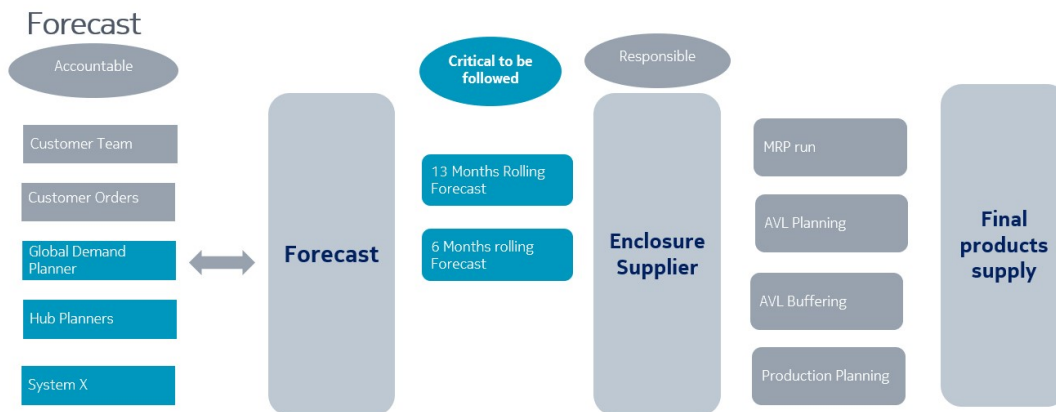 Forecast
Accountable
Critical to be
followed
Responsible
Customer Team
Customer Orders
Global Demand
Planner
Hub Planners
System X
Forecast
13 Months Rolling
Forecast
6 Months rolling
Forecast
Enclosure
Supplier
MRP run
AVL Planning
AVL Buffering
Production Planning
Final
products
supply